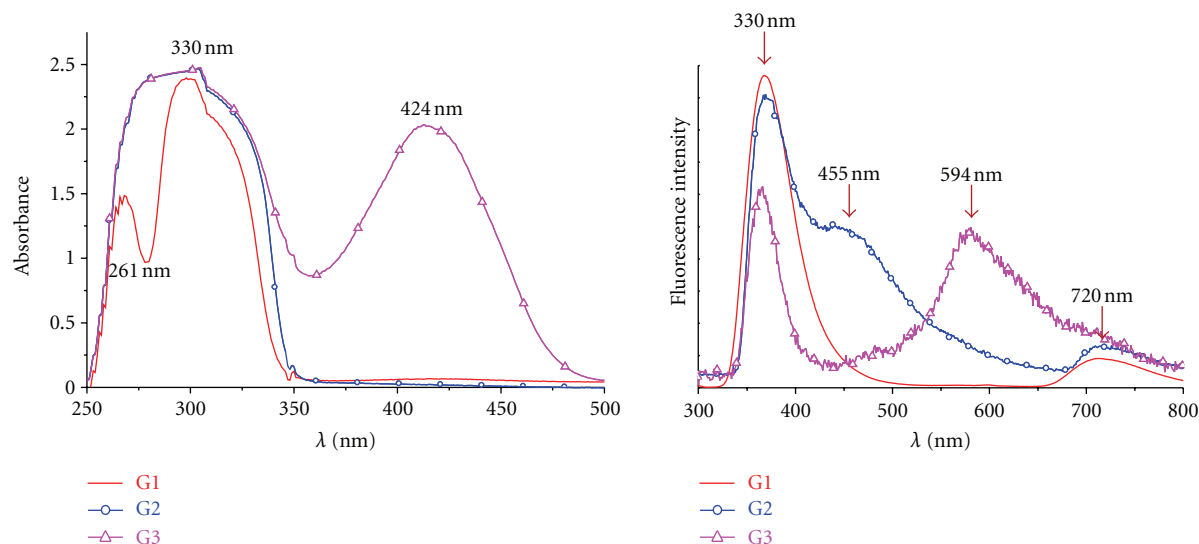 330 nm
424 nm
261 nm
Absorbance
2.5
2
1.5
1
0.5
0
250
300
350
400
450
500
λ (nm)
G1
G2
G3
330 nm
455 nm
594 nm
720 nm
Fluorescence intensity
300
400
500
600
700
800
λ (nm)
G1
G2
G3